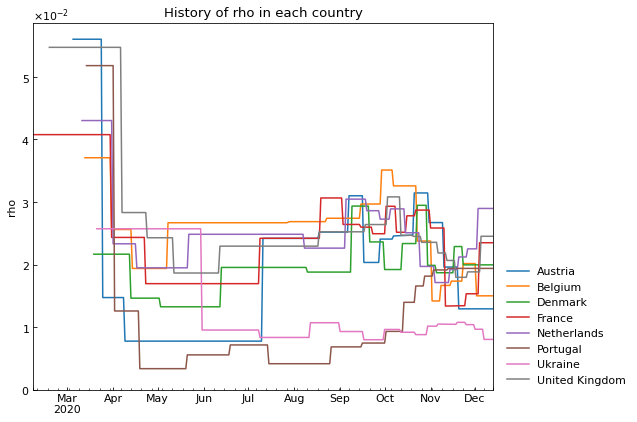 History of rho in each country
×10⁻²
5
4
3
2
1
0
rho
Mar Apr May Jun Jul Aug Sep Oct Nov Dec
2020
Austria
Belgium
Denmark
France
Netherlands
Portugal
Ukraine
United Kingdom